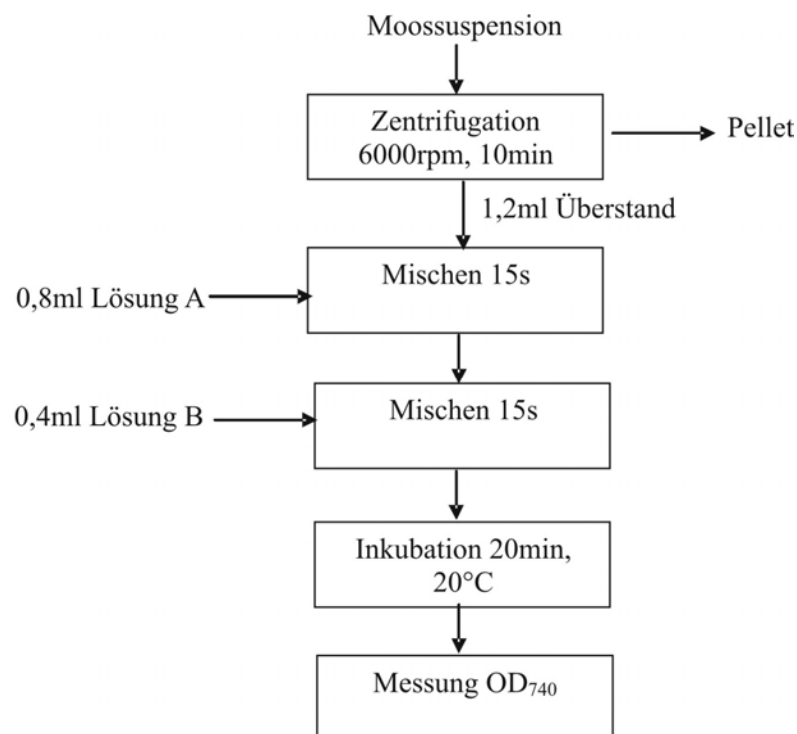 Moossuspension
Zentrifugation
6000rpm, 10min
Pellet
1,2ml Überstand
Mischen 15s
0,8ml Lösung A
Mischen 15s
0,4ml Lösung B
Inkubation 20min,
20°C
Messung OD₇₄₀